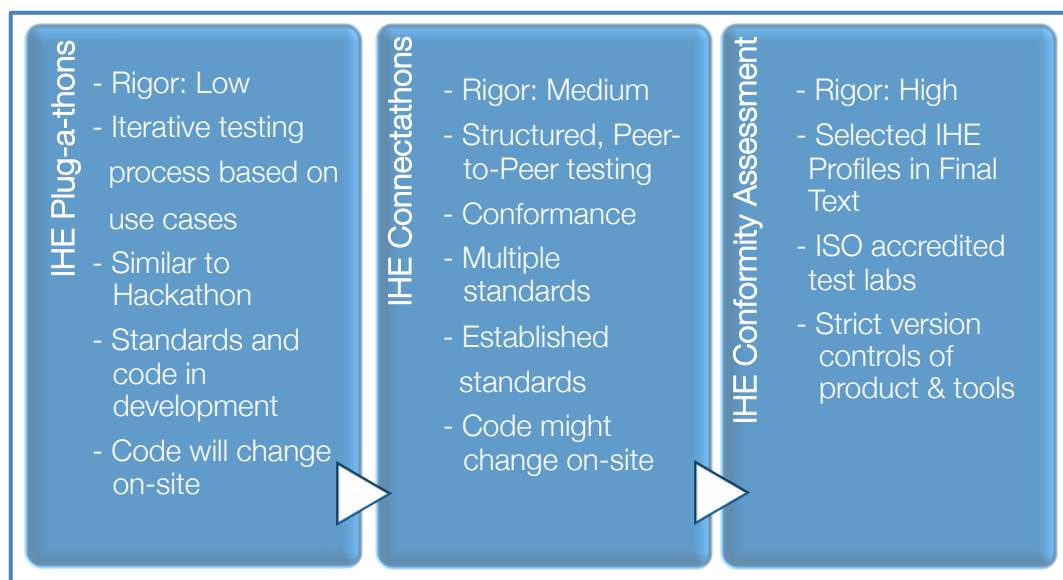 IHE Plug-a-thons
- Rigor: Low
- Iterative testing
process based on
use cases
- Similar to
Hackathon
- Standards and
code in
development
- Code will change
on-site
IHE Connectathons
- Rigor: Medium
- Structured, Peer-
to-Peer testing
- Conformance
- Multiple
standards
- Established
standards
- Code might
change on-site
IHE Conformity Assessment
- Rigor: High
- Selected IHE
Profiles in Final
Text
- ISO accredited
test labs
- Strict version
controls of
product & tools